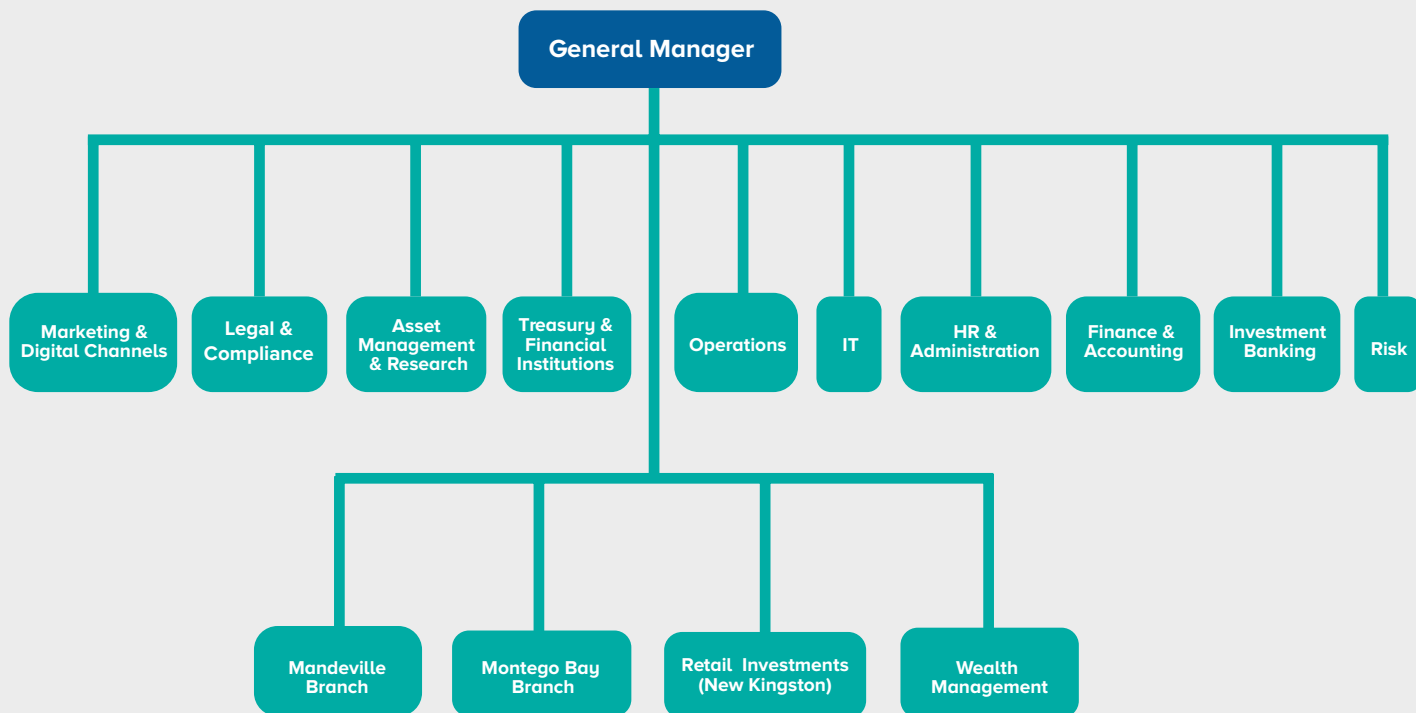 General Manager
Marketing &
Digital Channels
Legal &
Compliance
Asset
Management
& Research
Treasury &
Financial
Institutions
Operations
IT
HR &
Administration
Finance &
Accounting
Investment
Banking
Risk
Mandeville
Branch
Montego Bay
Branch
Retail Investments
(New Kingston)
Wealth
Management